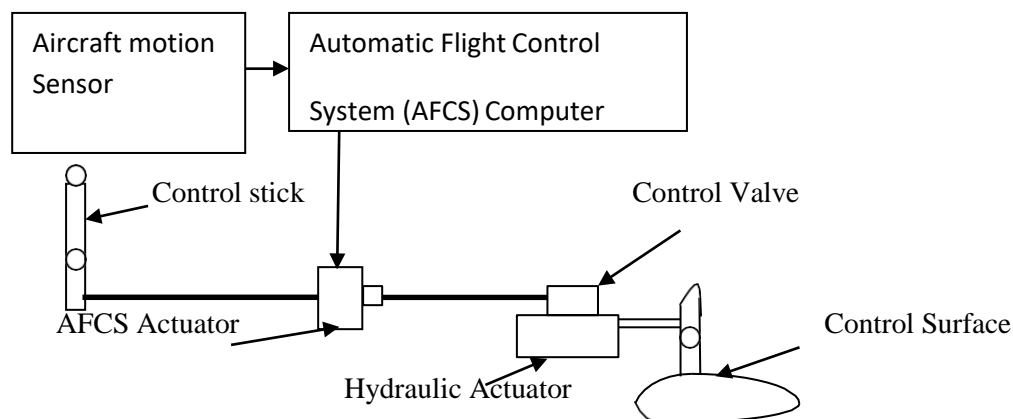 Aircraft motion
Sensor
Automatic Flight Control
System (AFCS) Computer
Control stick
Control Valve
AFCS Actuator
Control Surface
Hydraulic Actuator